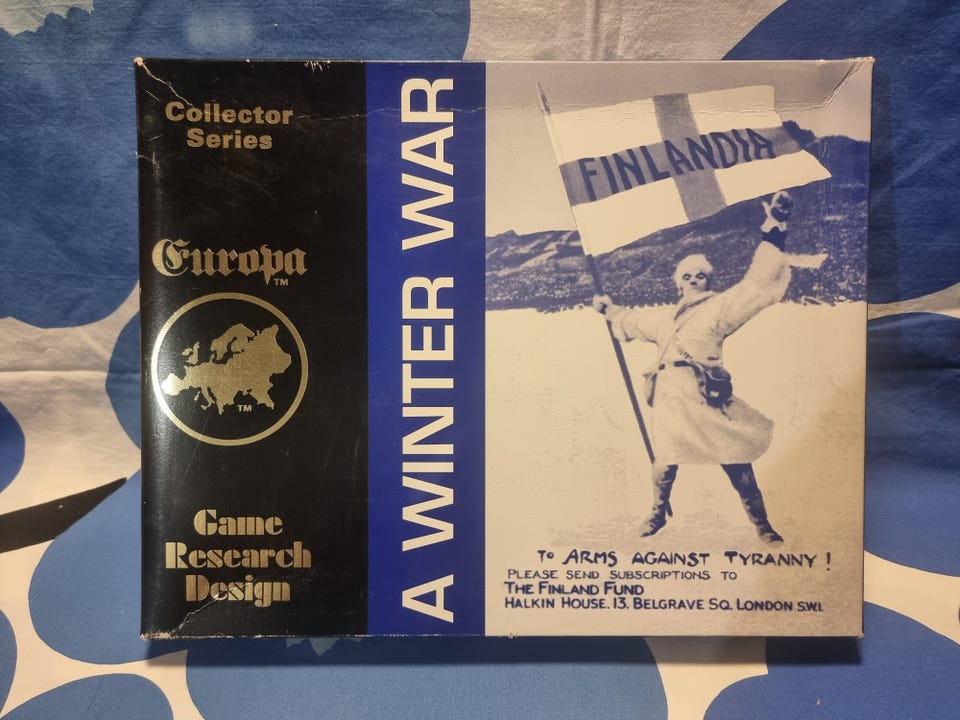 Collector
Series
Europa
TM
TM
Game
Research
Design
A WINTER WAR
FINLANDIA
TO ARMS AGAINST TYRANNY!
PLEASE SEND SUBSCRIPTIONS TO
THE FINLAND FUND
HALKIN HOUSE. 13. BELGRAVE SQ. LONDON S.W.1.